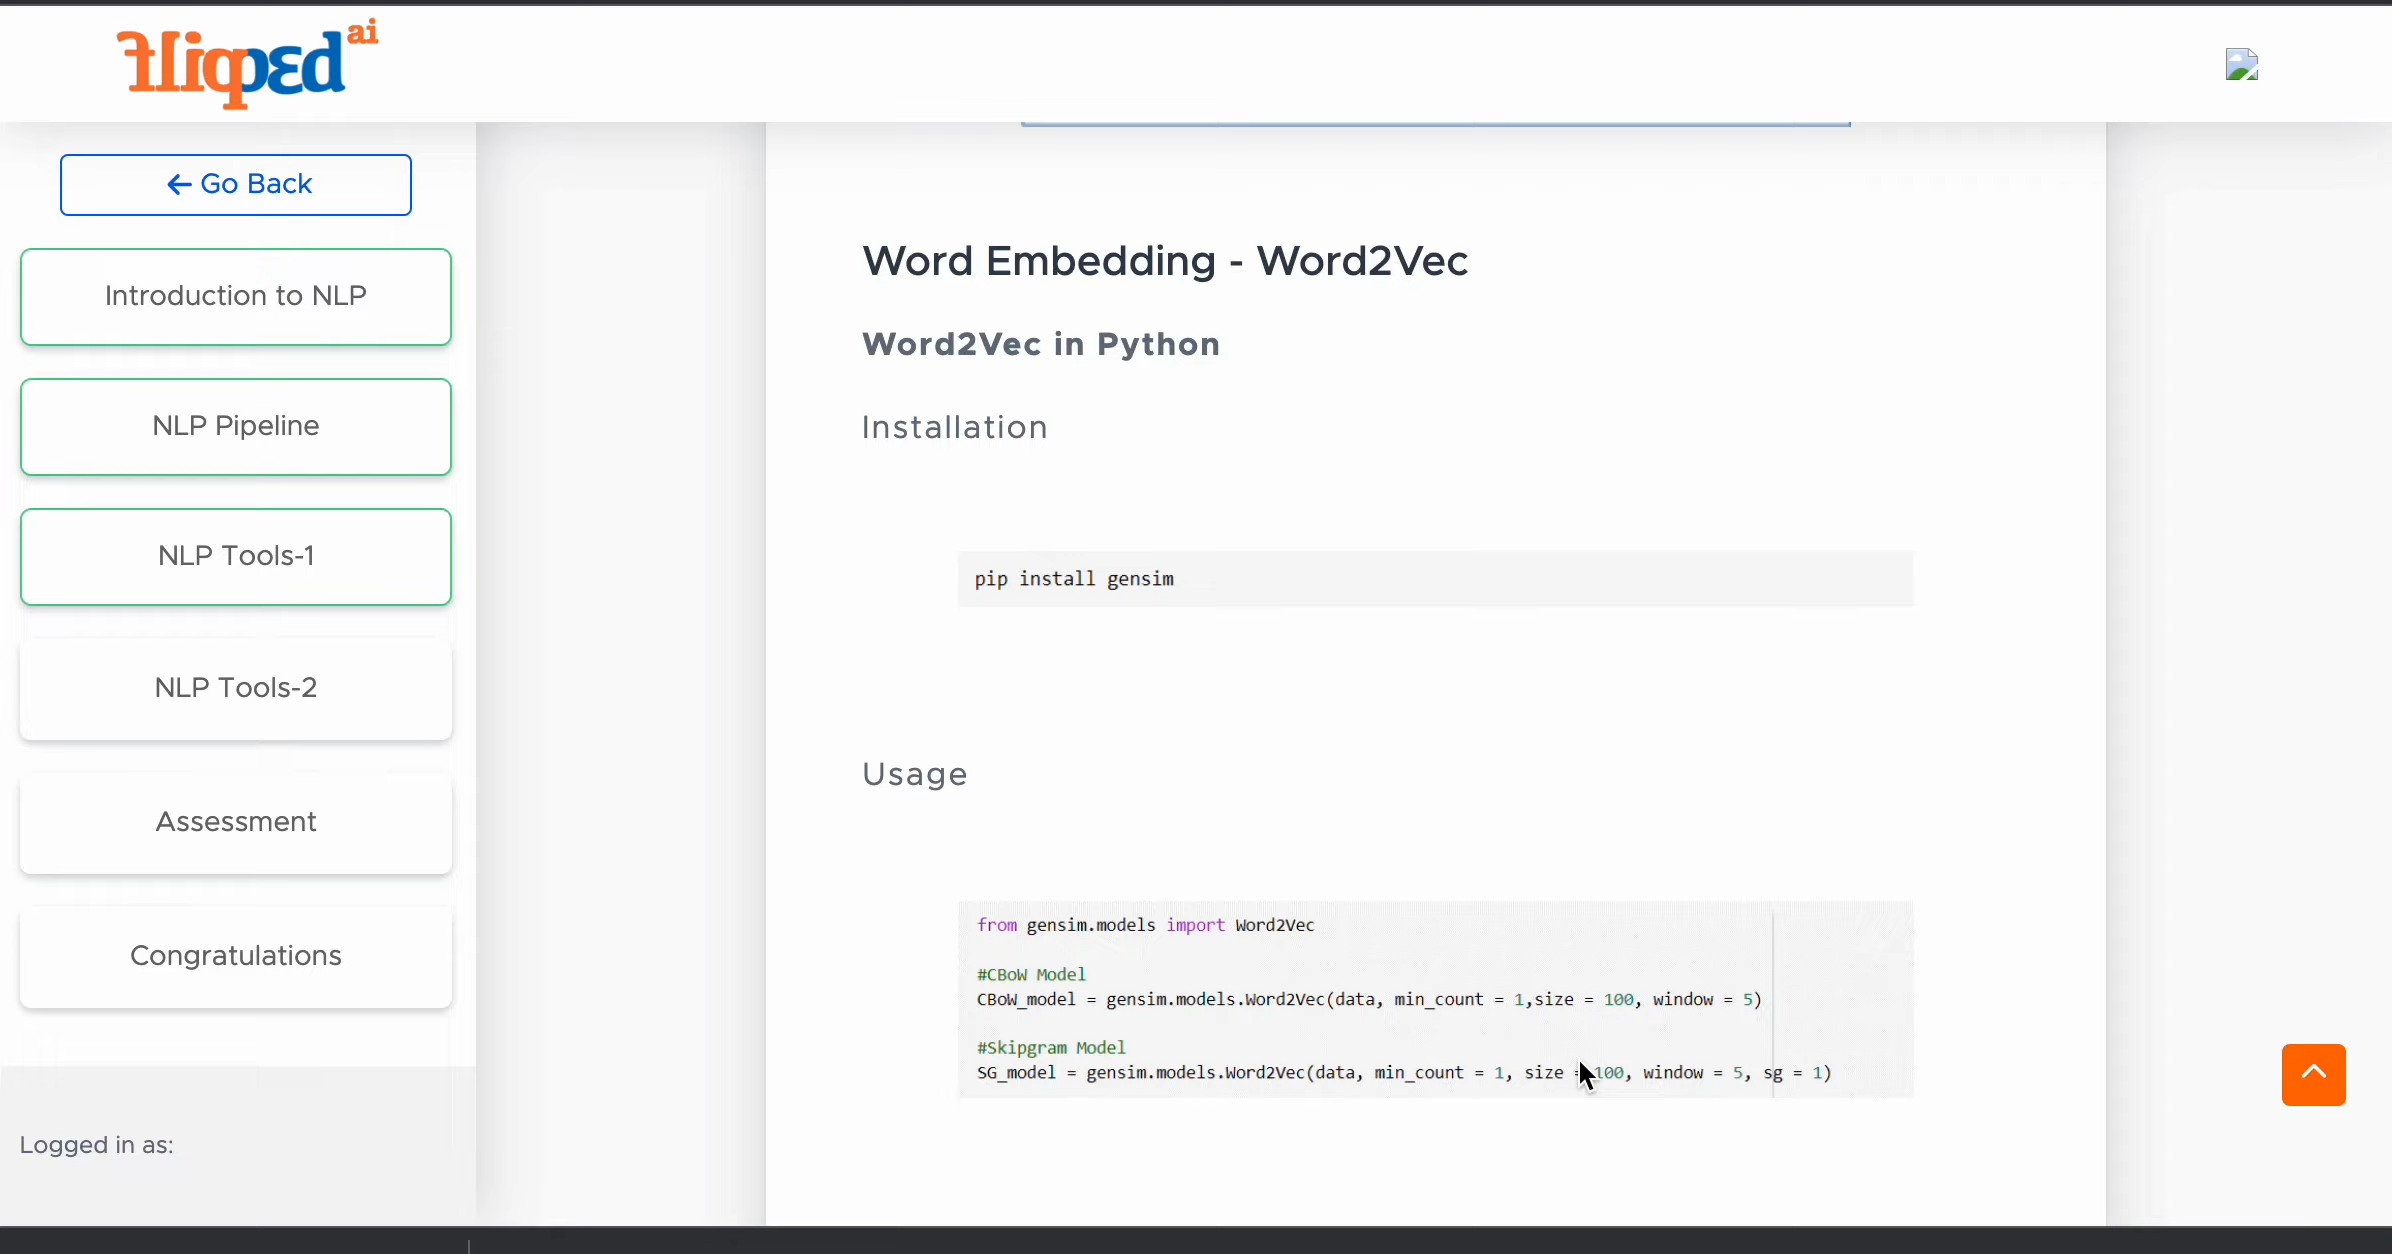 fliqped ai
Go Back
Introduction to NLP
NLP Pipeline
NLP Tools-1
NLP Tools-2
Assessment
Congratulations
Logged in as:
Word Embedding - Word2Vec
Word2Vec in Python
Installation
pip install gensim
Usage
from gensim.models import Word2Vec
#CBoW Model
CBoW_model = gensim.models.Word2Vec(data, min_count = 1,size = 100, window = 5)
#Skipgram Model
SG_model = gensim.models.Word2Vec(data, min_count = 1, size = 100, window = 5, sg = 1)